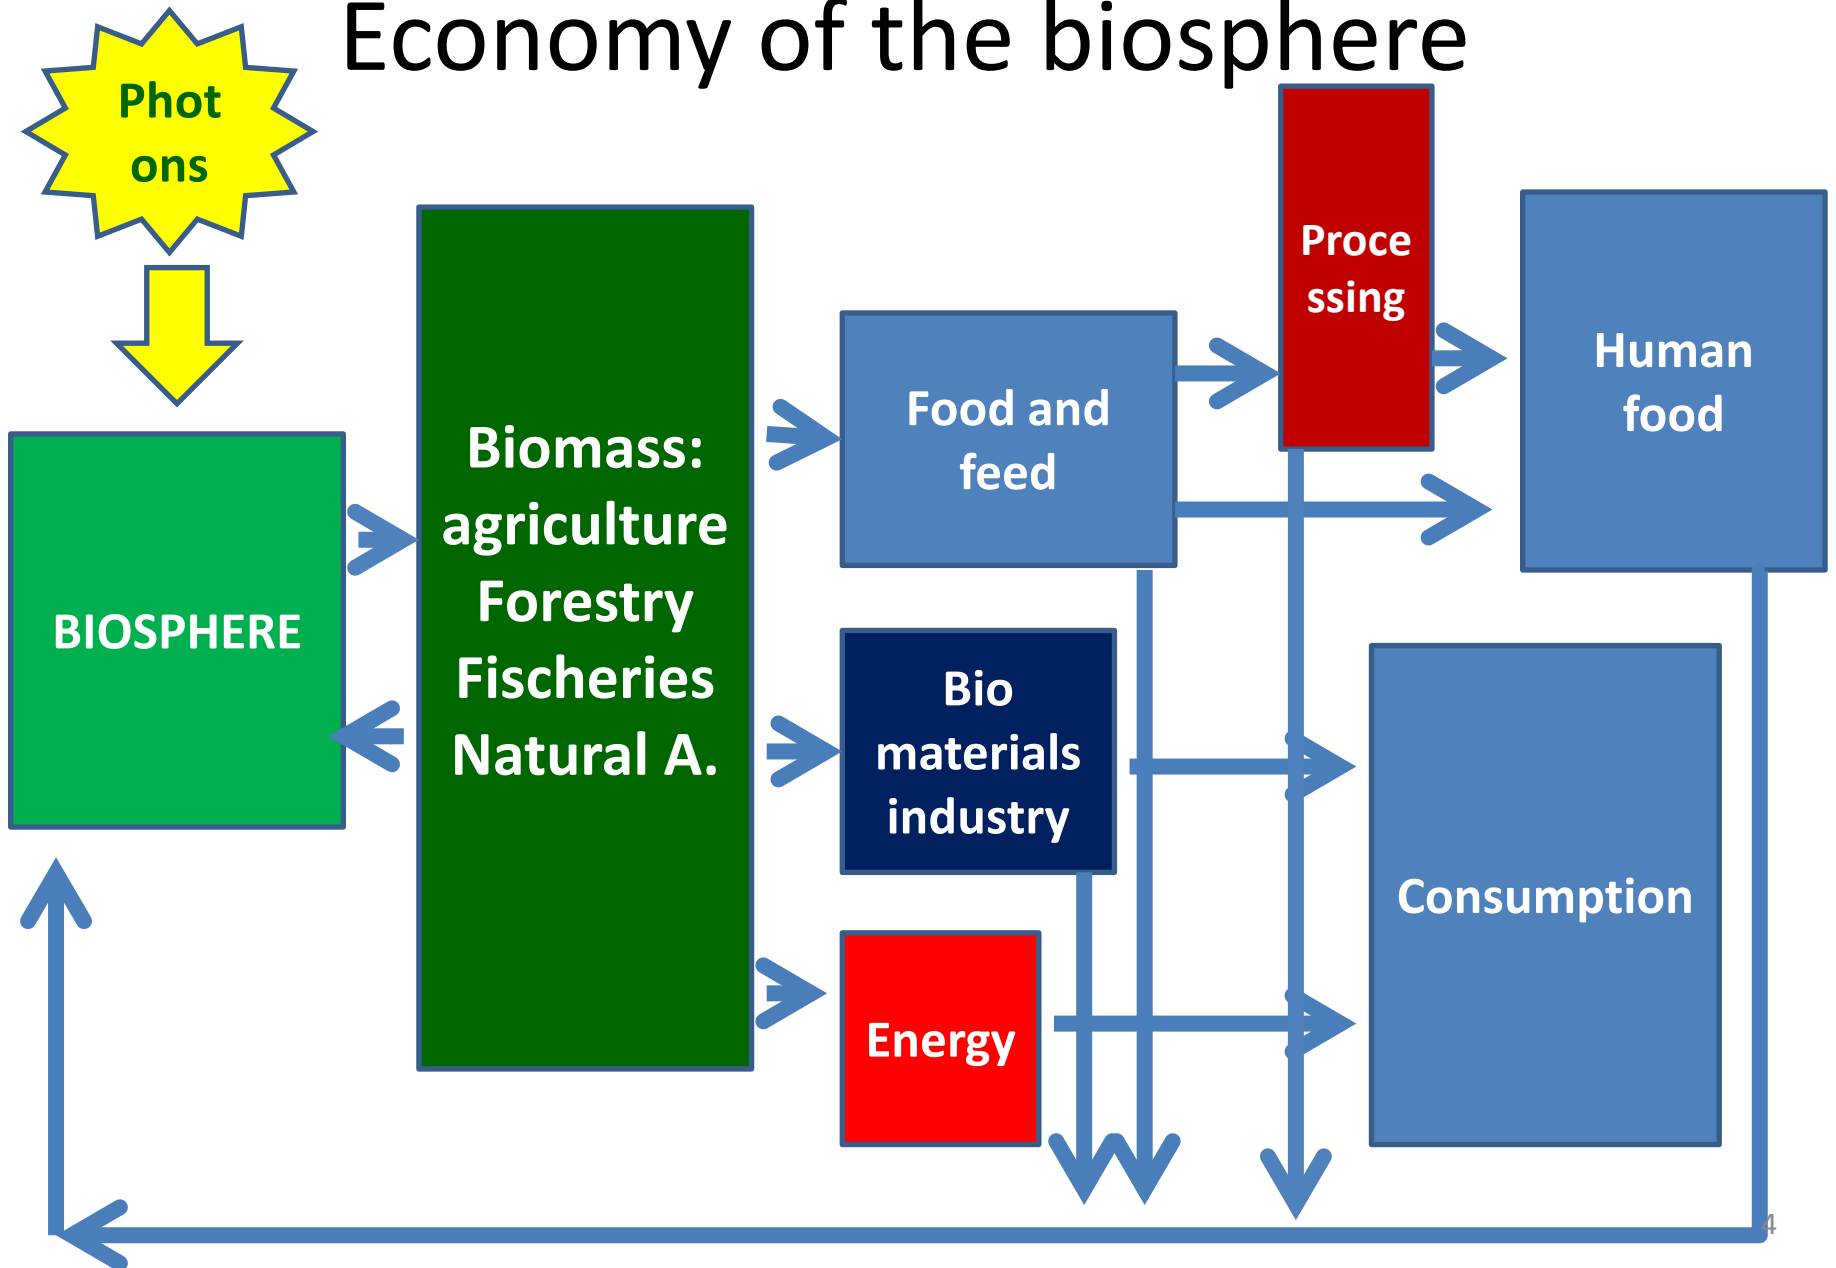 Economy of the biosphere
Phot
ons
BIOSPHERE
Biomass:
agriculture
Forestry
Fischeries
Natural A.
Food and
feed
Bio
materials
industry
Energy
Proce
ssing
Human
food
Consumption
4